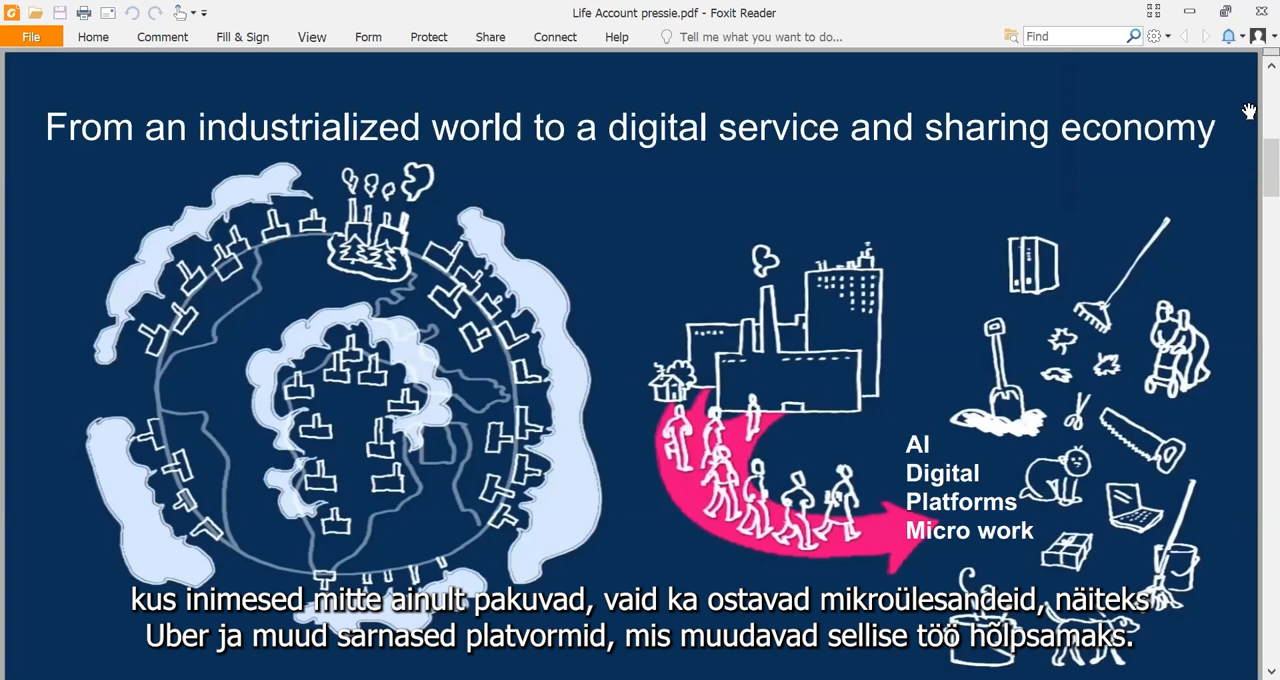 Life Account pressie.pdf - Foxit Reader
File Home Comment Fill & Sign View Form Protect Share Connect Help Tell me what you want to do... Find
From an industrialized world to a digital service and sharing economy
AI
Digital
Platforms
Micro work
kus inimesed mitte ainult pakuvad, vaid ka ostavad mikroülesandeid, näiteks
Uber ja muud sarnased platvormid, mis muudavad sellise töö hõlpsamaks.